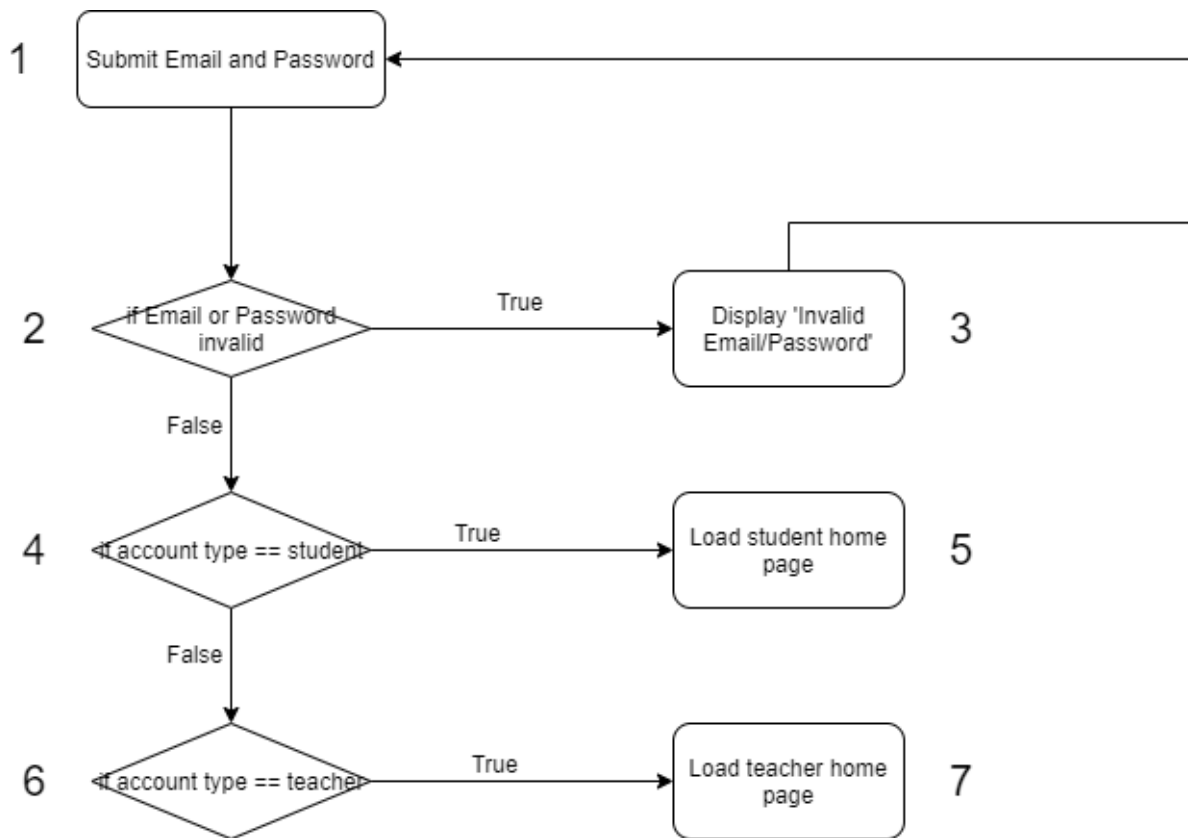 1
Submit Email and Password
2
if Email or Password
invalid
True
Display 'Invalid
Email/Password'
3
False
4
if account type == student
True
Load student home
page
5
False
6
if account type == teacher
True
Load teacher home
page
7